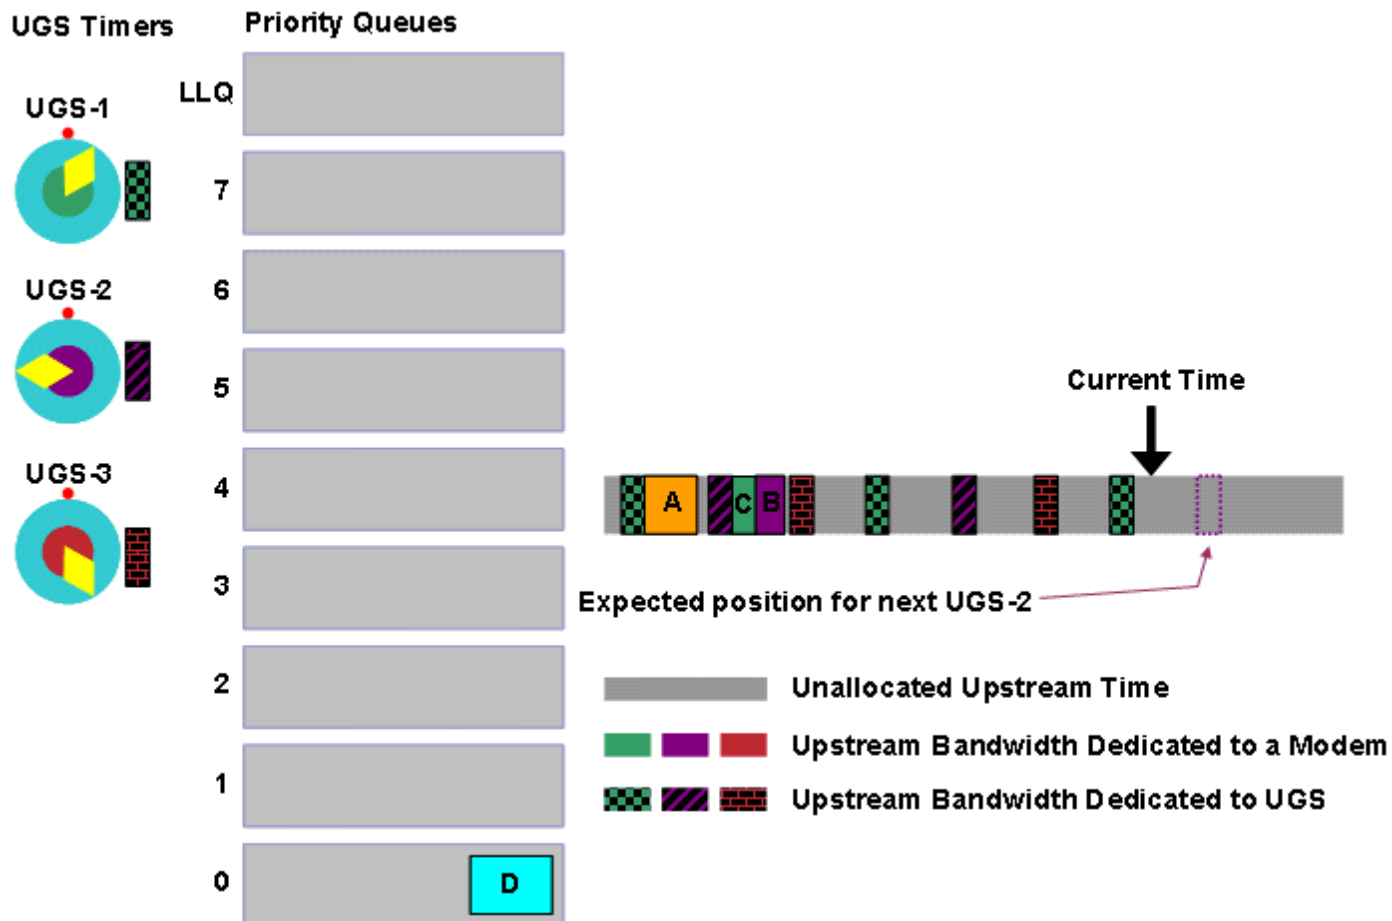 UGS Timers
Priority Queues
UGS-1
UGS-2
UGS-3
LLQ
7
6
5
4
3
2
1
0
D
Current Time
A
C
B
Expected position for next UGS-2
Unallocated Upstream Time
Upstream Bandwidth Dedicated to a Modem
Upstream Bandwidth Dedicated to UGS